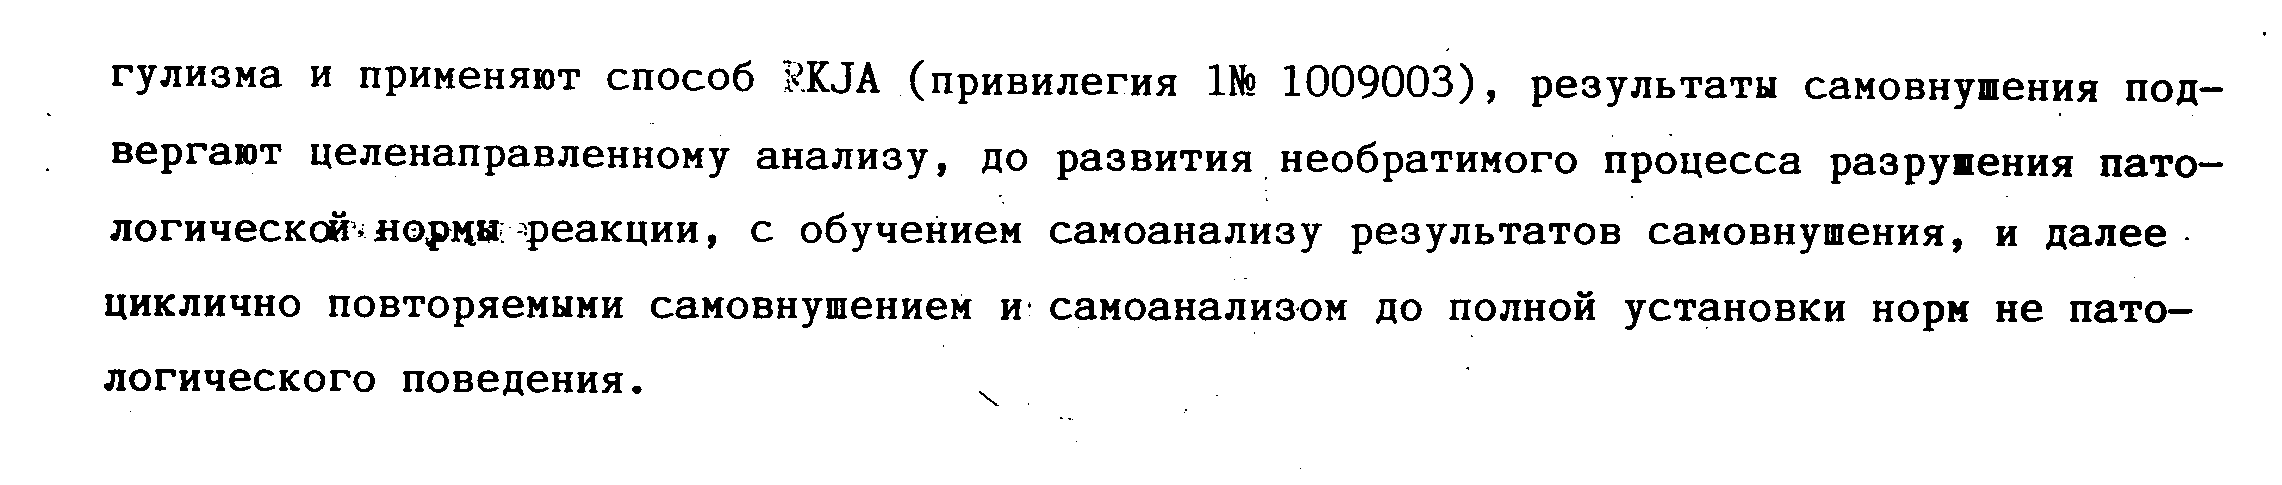 гулизма и применяют способ RKJA (привилегия 1№ 1009003), результаты самовнушения под-
вергают целенаправленному анализу, до развития необратимого процесса разрушения пато-
логической нормы реакции, с обучением самоанализу результатов самовнушения, и далее
циклично повторяемыми самовнушением и самоанализом до полной установки норм не пато-
логического поведения.